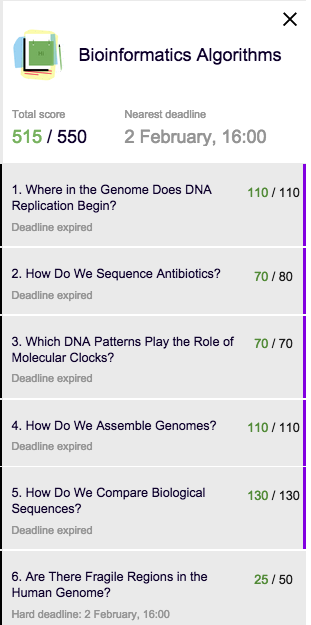 Bioinformatics Algorithms
Total score
Nearest deadline
515 / 550
2 February, 16:00
1. Where in the Genome Does DNA
Replication Begin?
110 / 110
Deadline expired
2. How Do We Sequence Antibiotics?
70 / 80
Deadline expired
3. Which DNA Patterns Play the Role of
Molecular Clocks?
70 / 70
Deadline expired
4. How Do We Assemble Genomes?
110 / 110
Deadline expired
5. How Do We Compare Biological
Sequences?
130 / 130
Deadline expired
6. Are There Fragile Regions in the
Human Genome?
25 / 50
Hard deadline: 2 February, 16:00